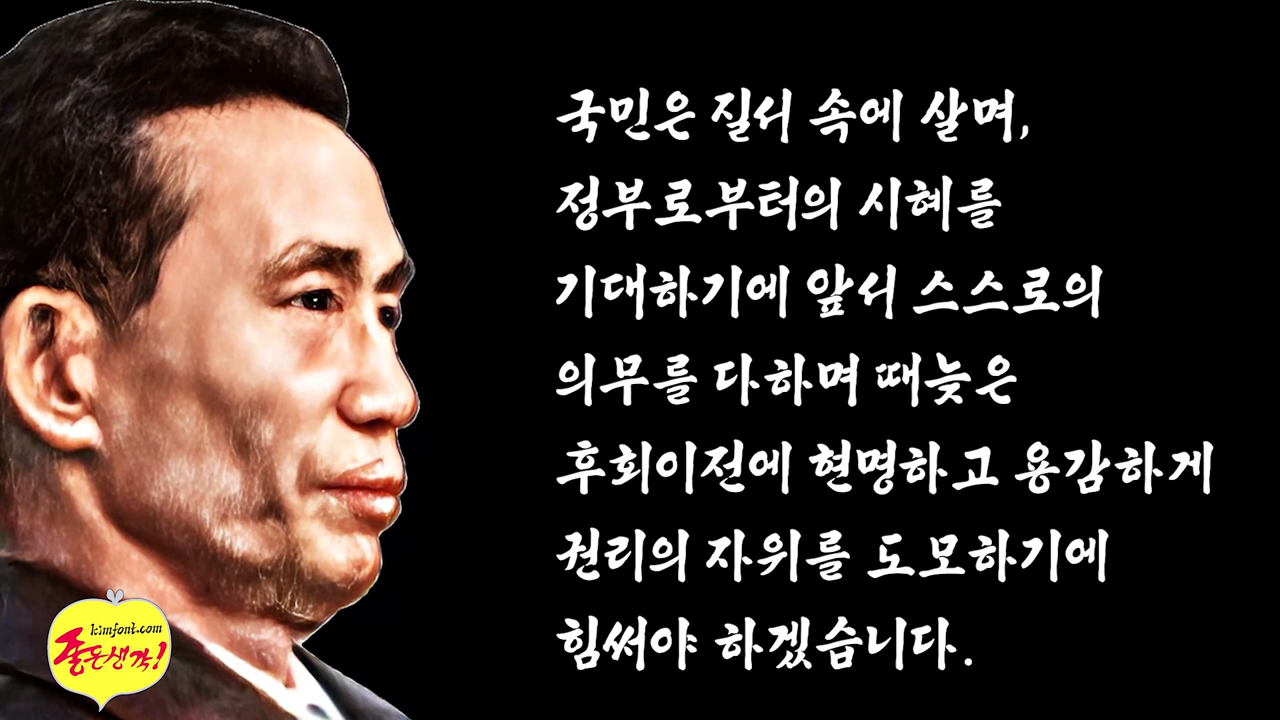 국민은 질서 속에 살며,
정부로부터의 시혜를
기대하기에 앞서 스스로의
의무를 다하며 때늦은
후회이전에 현명하고 용감하게
권리의 자위를 도모하기에
힘써야 하겠습니다.
kimfont.com
좋은생각!